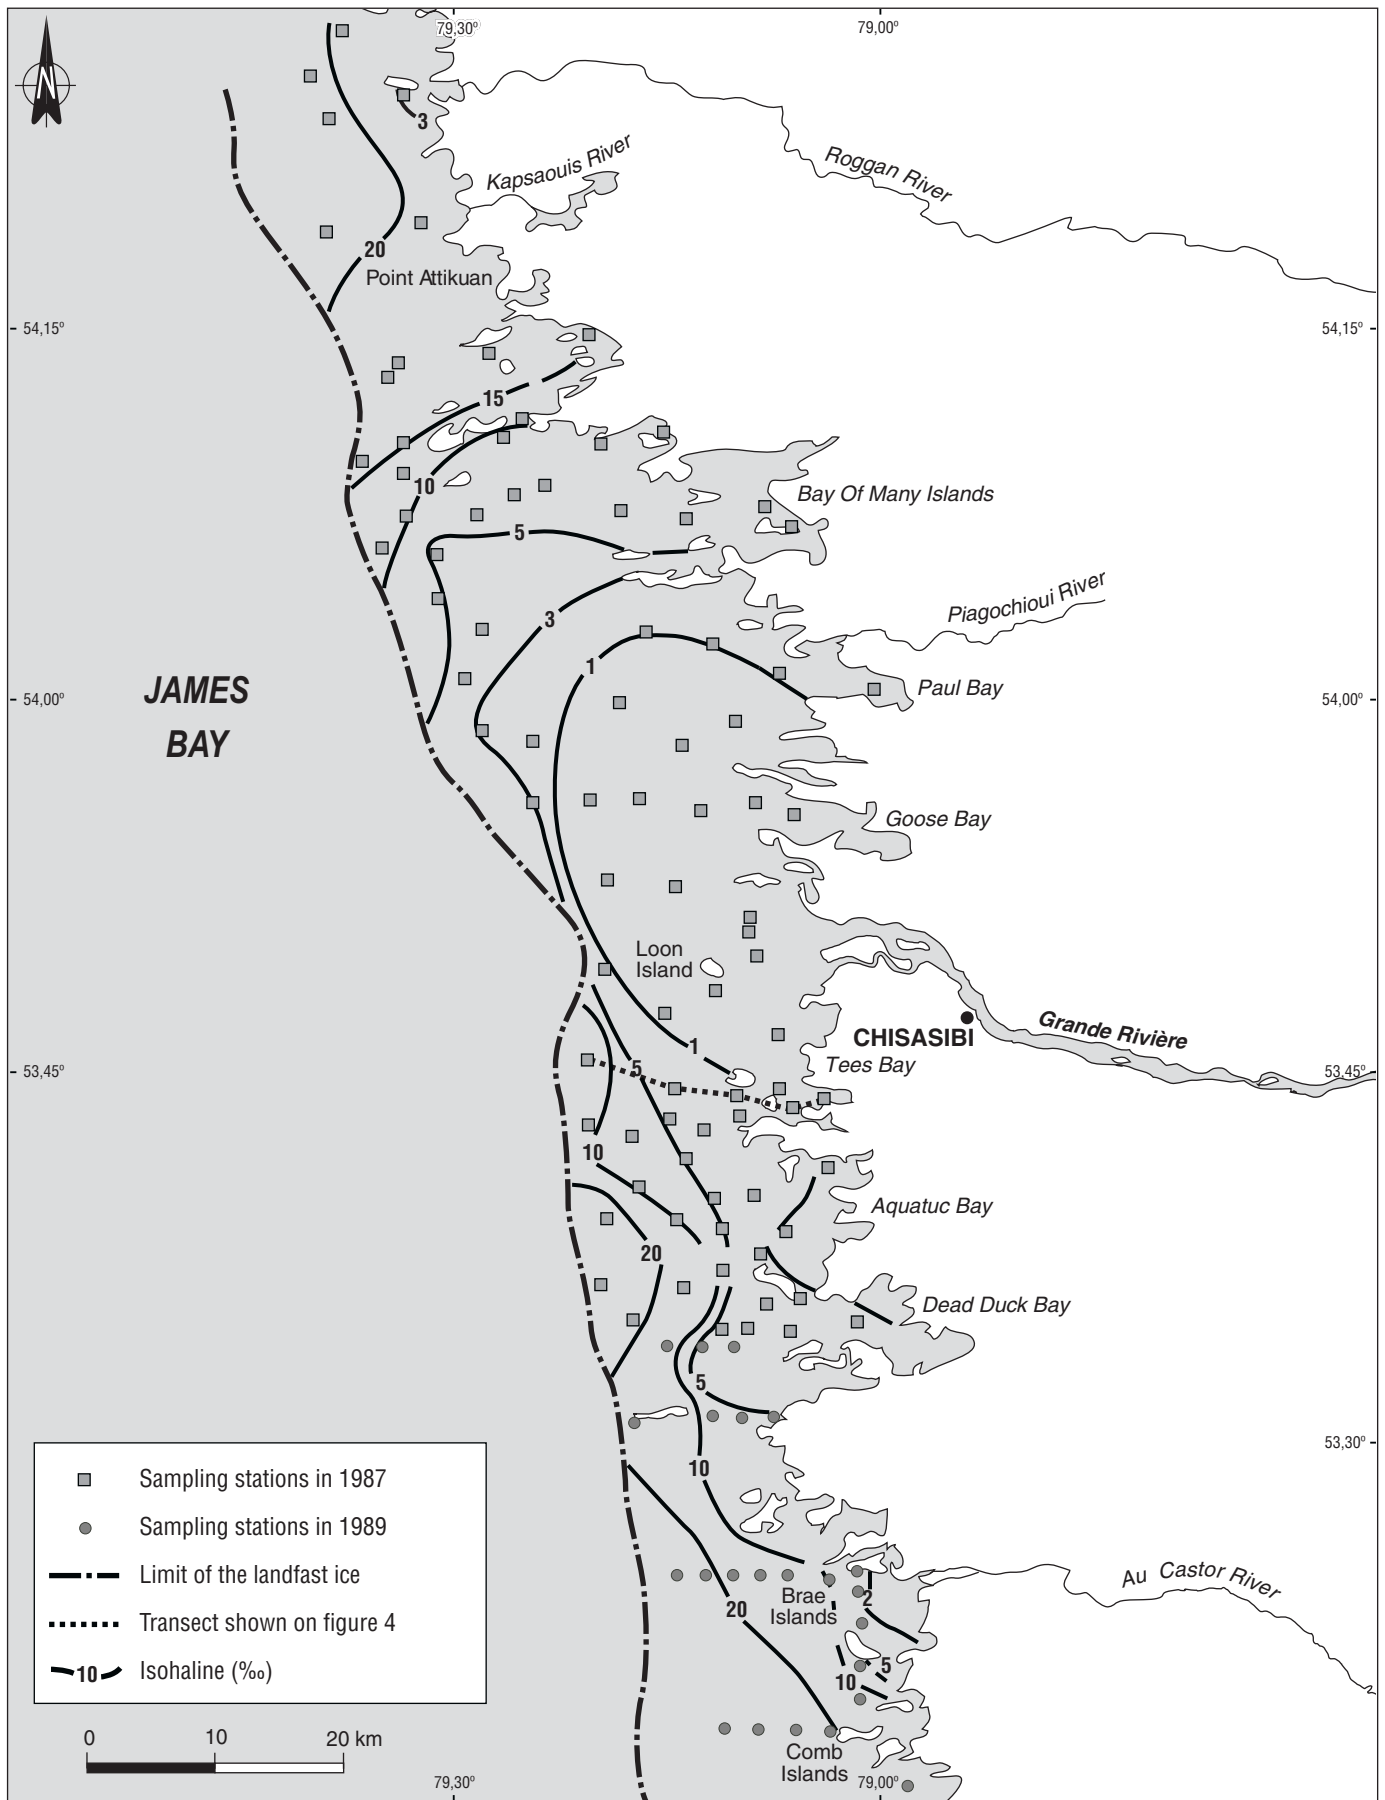 79,30°
79,00°
N
3
Kapsaouis River
Roggan River
20
Point Attikuan
54,15°
54,15°
15
10
Bay Of Many Islands
5
Piagochioui River
3
1
JAMES
BAY
54,00°
54,00°
Paul Bay
Goose Bay
Loon
Island
CHISASIBI
Grande Rivière
1
Tees Bay
5
53,45°
53,45°
10
Aquatuc Bay
20
Dead Duck Bay
5
10
53,30°
Sampling stations in 1987
Sampling stations in 1989
Limit of the landfast ice
Transect shown on figure 4
10
Isohaline (‰)
Au Castor River
Brae
Islands
2
20
5
10
0
10
20 km
Comb
Islands
79,30°
79,00°